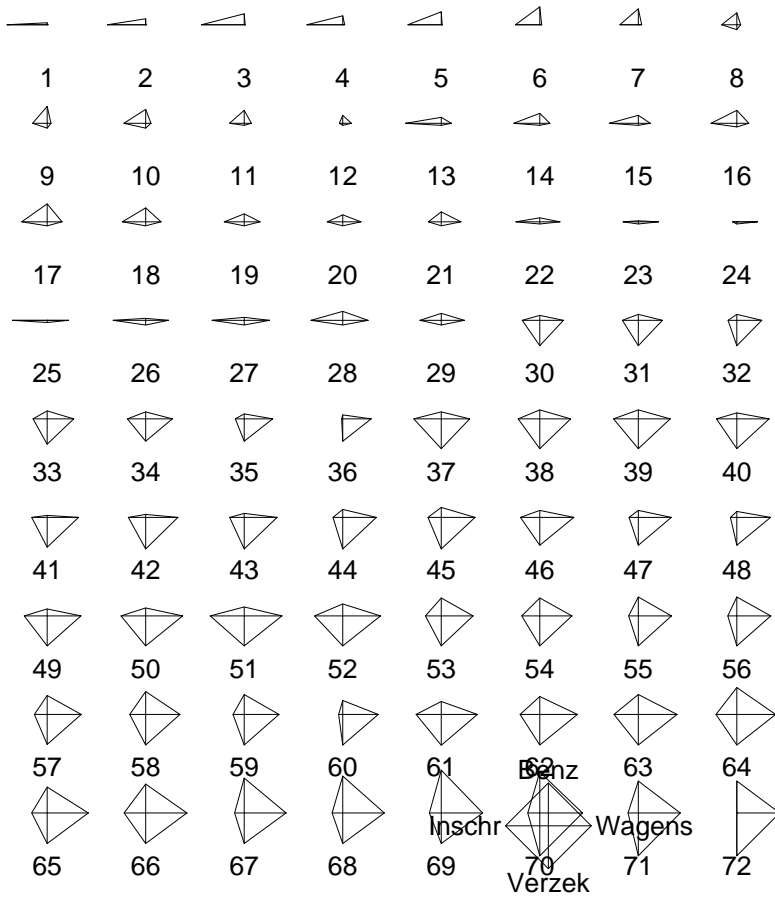 1 2 3 4 5 6 7 8
9 10 11 12 13 14 15 16
17 18 19 20 21 22 23 24
25 26 27 28 29 30 31 32
33 34 35 36 37 38 39 40
41 42 43 44 45 46 47 48
49 50 51 52 53 54 55 56
57 58 59 60 61 62 63 64
Benz
Inschr Wagens
65 66 67 68 69 70 71 72
Verzek